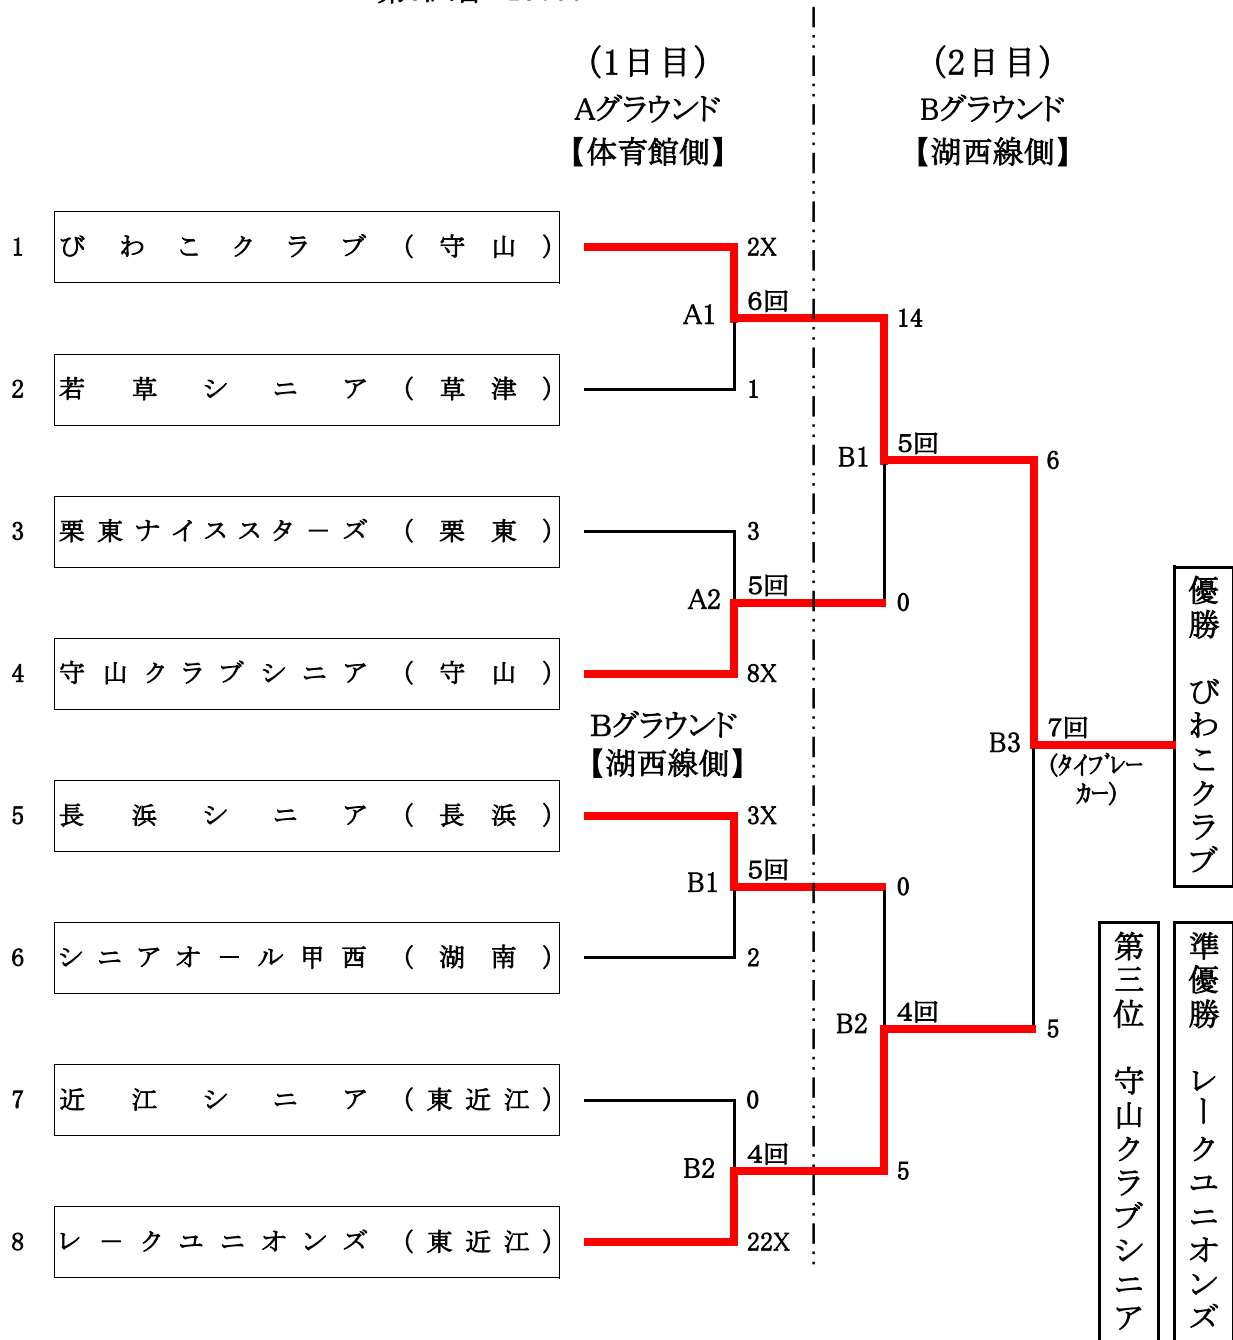 (1日目)
Aグラウンド
【体育館側】
(2日目)
Bグラウンド
【湖西線側】
1 びわこクラブ(守山) 2X
A1 6回 14
2 若草シニア(草津) 1
B1 5回 6
3 栗東ナイススターズ(栗東) 3
A2 5回 0
4 守山クラブシニア(守山) 8X
Bグラウンド
【湖西線側】
B3 7回
(タイブレーカー)
優勝 びわこクラブ
5 長浜シニア(長浜) 3X
B1 5回 0
6 シニアオール甲西(湖南) 2
B2 4回 5
7 近江シニア(東近江) 0
B2 4回 5
8 レークユニオンズ(東近江) 22X
準優勝 レークユニオンズ
第三位 守山クラブシニア